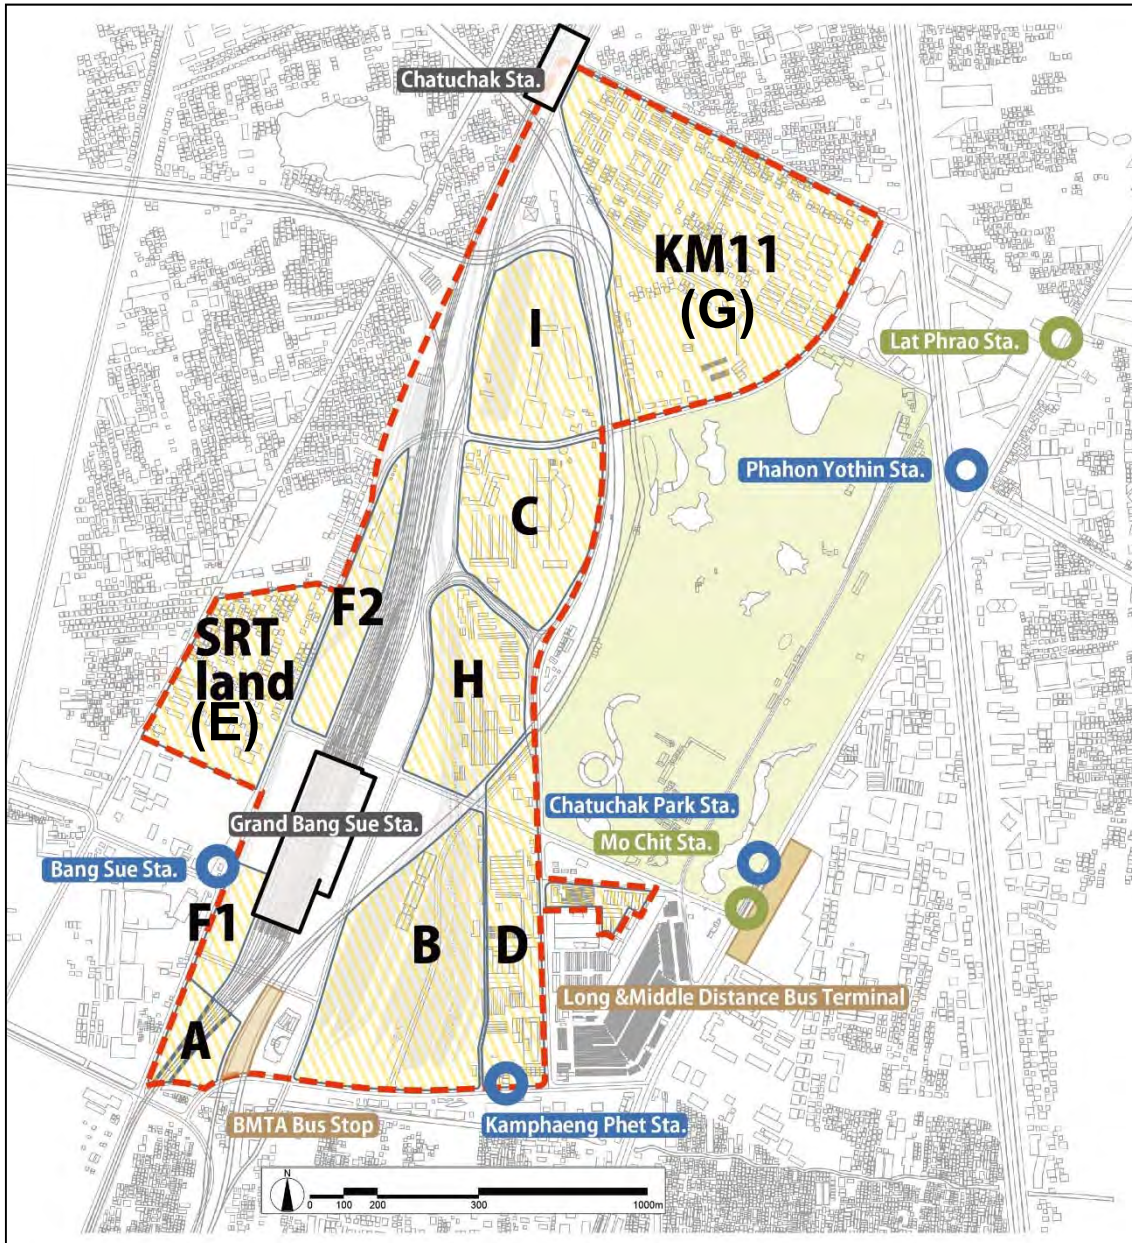 Chatuchak Sta.
KM11
(G)
I
Lat Phrao Sta.
Phahon Yothin Sta.
C
F2
SRT
land
(E)
H
Chatuchak Park Sta.
Grand Bang Sue Sta.
Mo Chit Sta.
Bang Sue Sta.
F1
B
D
Long &Middle Distance Bus Terminal
A
BMTA Bus Stop
Kamphaeng Phet Sta.
N
0 100 200 300 1000m